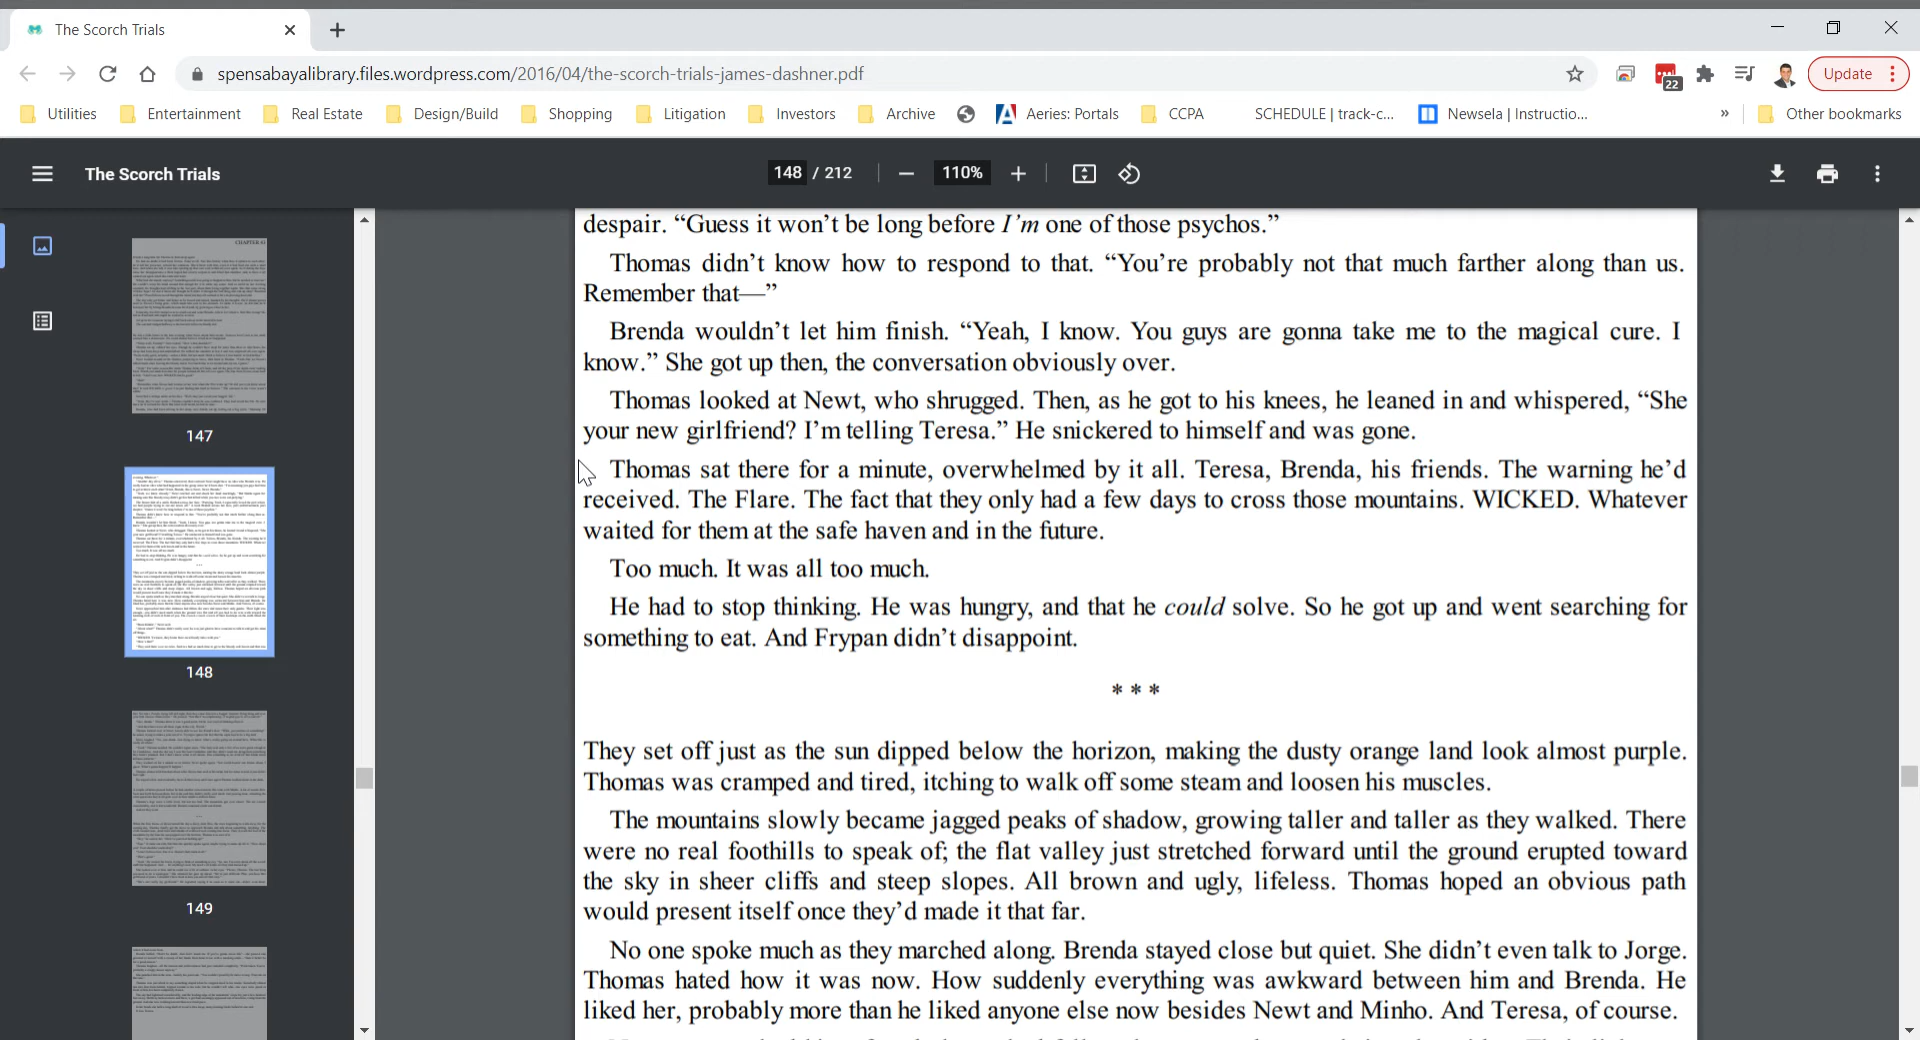 The Scorch Trials
spensabayalibrary.files.wordpress.com/2016/04/the-scorch-trials-james-dashner.pdf
22
Update
Utilities
Entertainment
Real Estate
Design/Build
Shopping
Litigation
Investors
Archive
Aeries: Portals
CCPA
SCHEDULE | track-c...
Newsela | Instructio...
»
Other bookmarks
The Scorch Trials
148 / 212
110%
CHAPTER 41
147
148
149
despair. “Guess it won’t be long before I’m one of those psychos.”
Thomas didn’t know how to respond to that. “You’re probably not that much farther along than us.
Remember that—”
Brenda wouldn’t let him finish. “Yeah, I know. You guys are gonna take me to the magical cure. I
know.” She got up then, the conversation obviously over.
Thomas looked at Newt, who shrugged. Then, as he got to his knees, he leaned in and whispered, “She
your new girlfriend? I’m telling Teresa.” He snickered to himself and was gone.
Thomas sat there for a minute, overwhelmed by it all. Teresa, Brenda, his friends. The warning he’d
received. The Flare. The fact that they only had a few days to cross those mountains. WICKED. Whatever
waited for them at the safe haven and in the future.
Too much. It was all too much.
He had to stop thinking. He was hungry, and that he could solve. So he got up and went searching for
something to eat. And Frypan didn’t disappoint.
* * *
They set off just as the sun dipped below the horizon, making the dusty orange land look almost purple.
Thomas was cramped and tired, itching to walk off some steam and loosen his muscles.
The mountains slowly became jagged peaks of shadow, growing taller and taller as they walked. There
were no real foothills to speak of; the flat valley just stretched forward until the ground erupted toward
the sky in sheer cliffs and steep slopes. All brown and ugly, lifeless. Thomas hoped an obvious path
would present itself once they’d made it that far.
No one spoke much as they marched along. Brenda stayed close but quiet. She didn’t even talk to Jorge.
Thomas hated how it was now. How suddenly everything was awkward between him and Brenda. He
liked her, probably more than he liked anyone else now besides Newt and Minho. And Teresa, of course.